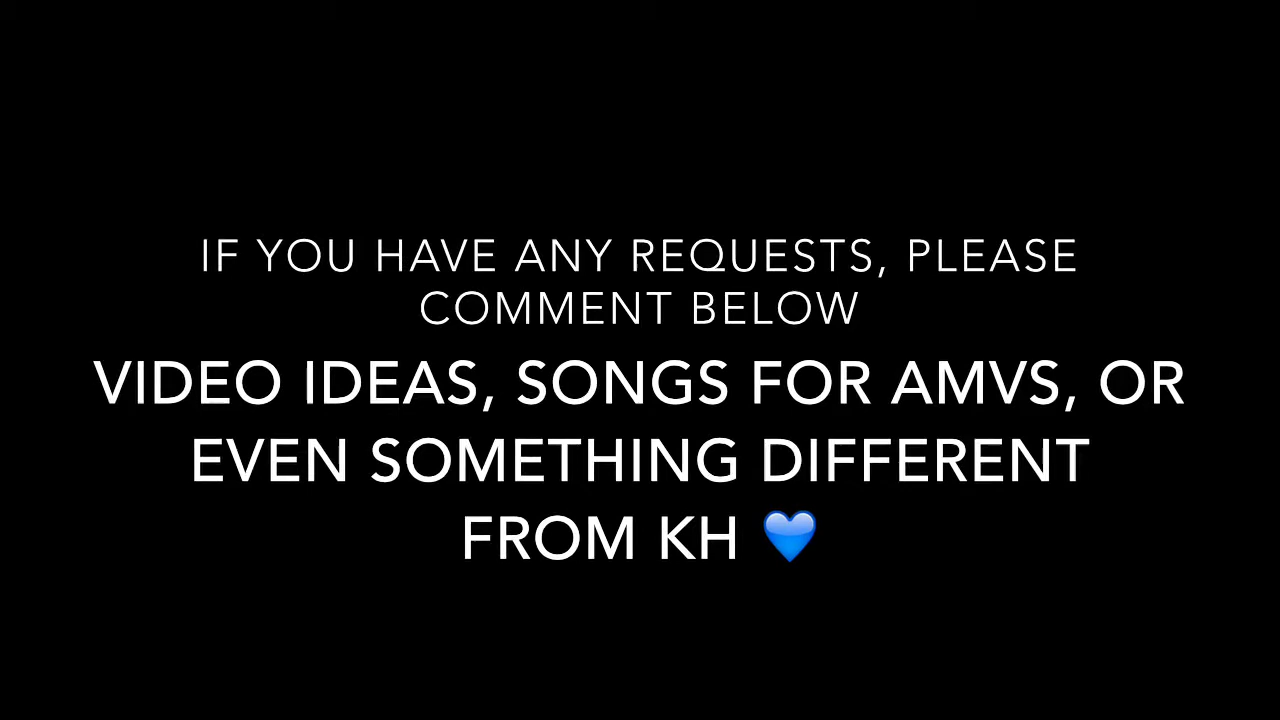 IF YOU HAVE ANY REQUESTS, PLEASE
COMMENT BELOW
VIDEO IDEAS, SONGS FOR AMVS, OR
EVEN SOMETHING DIFFERENT
FROM KH 💙